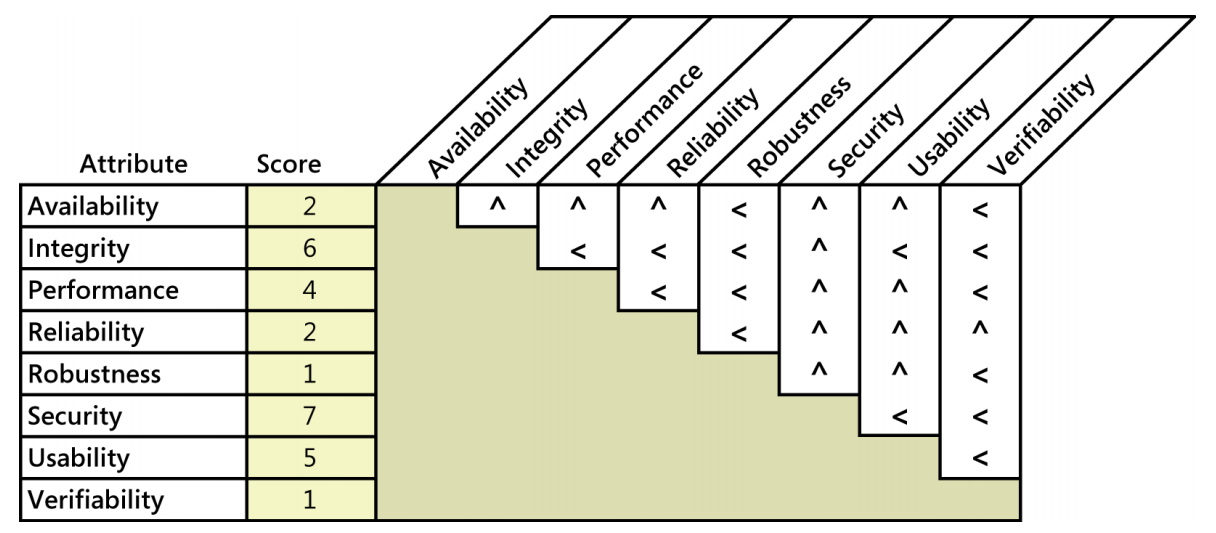 Availability
Integrity
Performance
Reliability
Robustness
Security
Usability
Verifiability
Attribute Score
Availability 2 ^ ^ ^ < ^ ^ <
Integrity 6 < < < ^ < <
Performance 4 < < ^ ^ <
Reliability 2 < ^ ^ ^
Robustness 1 ^ ^ <
Security 7 < <
Usability 5 <
Verifiability 1